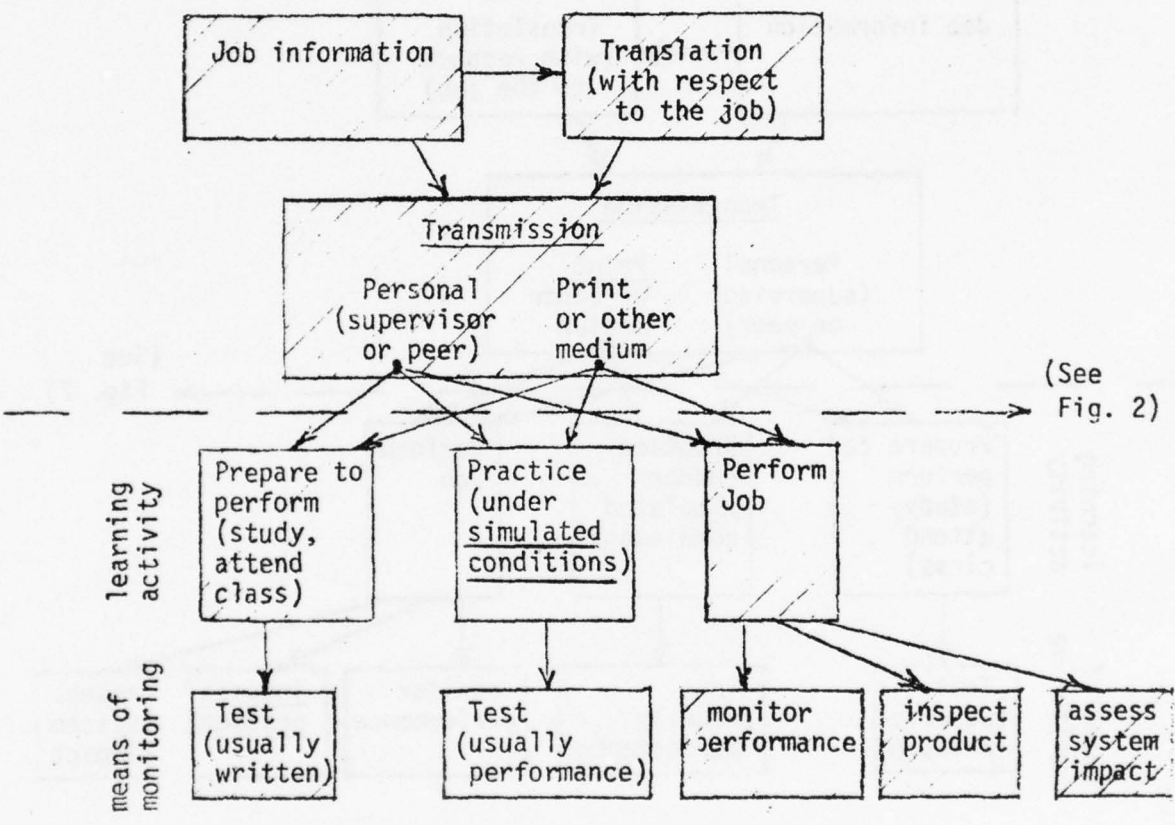 Job information
Translation
(with respect
to the job)
Transmission
Personal
(supervisor
or peer)
Print
or other
medium
(See
Fig. 2)
learning
activity
Prepare to
perform
(study,
attend
class)
Practice
(under
simulated
conditions)
Perform
Job
means of
monitoring
Test
(usually
written)
Test
(usually
performance)
monitor
performance
inspect
product
assess
system
impact